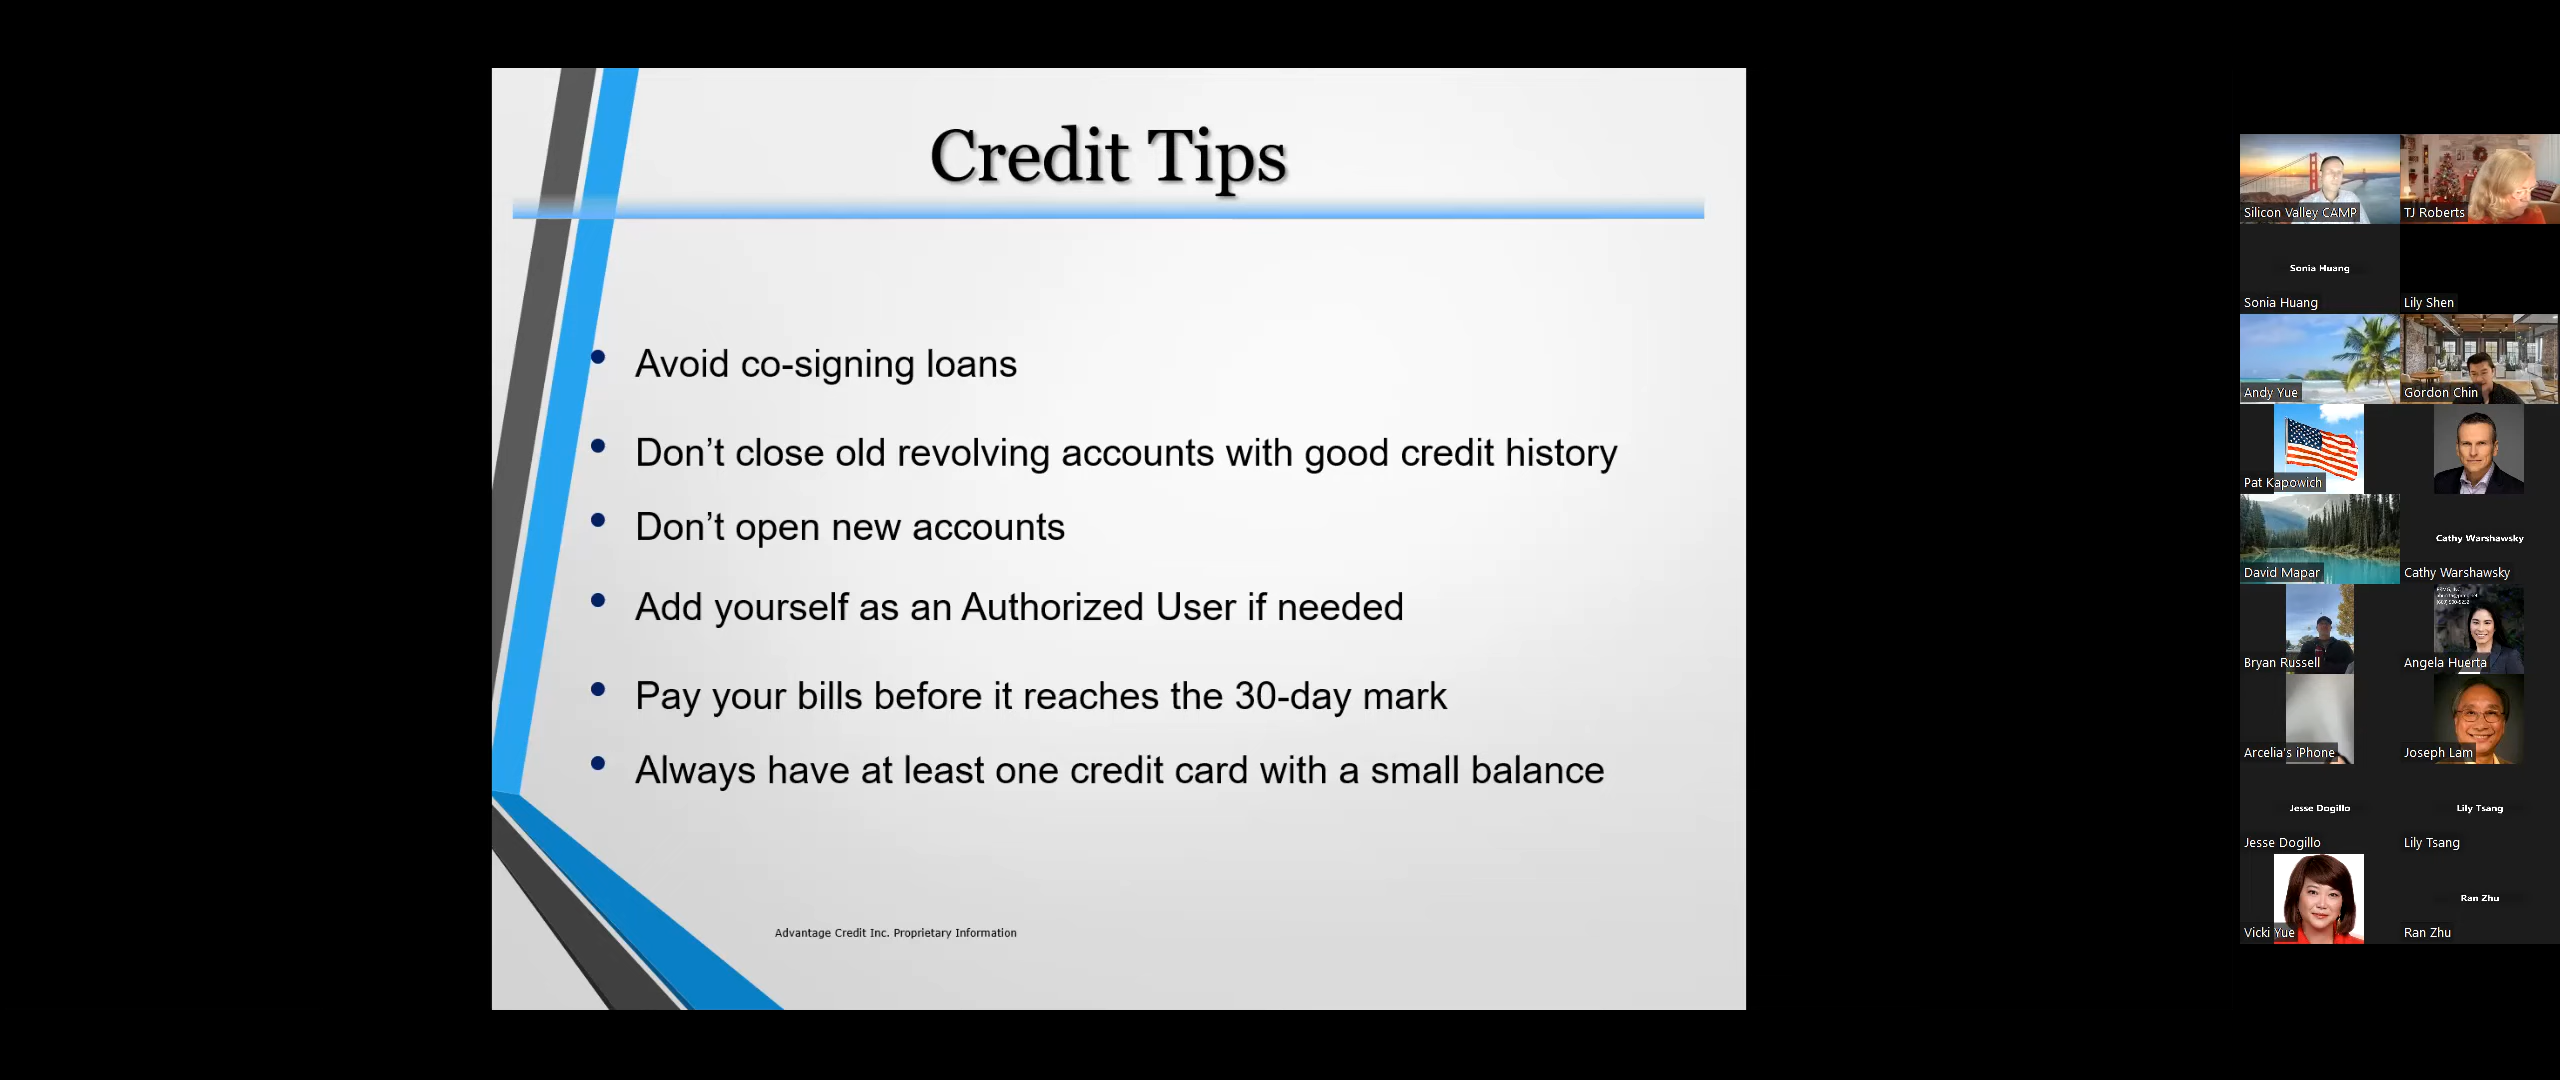 Credit Tips
• Avoid co-signing loans
• Don’t close old revolving accounts with good credit history
• Don’t open new accounts
• Add yourself as an Authorized User if needed
• Pay your bills before it reaches the 30-day mark
• Always have at least one credit card with a small balance
Advantage Credit Inc. Proprietary Information
Silicon Valley CAMP
TJ Roberts
Sonia Huang
Sonia Huang
Lily Shen
Andy Yue
Gordon Chin
Pat Kapowich
Cathy Warshawsky
David Mapar
Cathy Warshawsky
Bryan Russell
Angela Huerta
Arcelia's iPhone
Joseph Lam
Jesse Dogillo
Lily Tsang
Jesse Dogillo
Lily Tsang
Ran Zhu
Vicki Yue
Ran Zhu